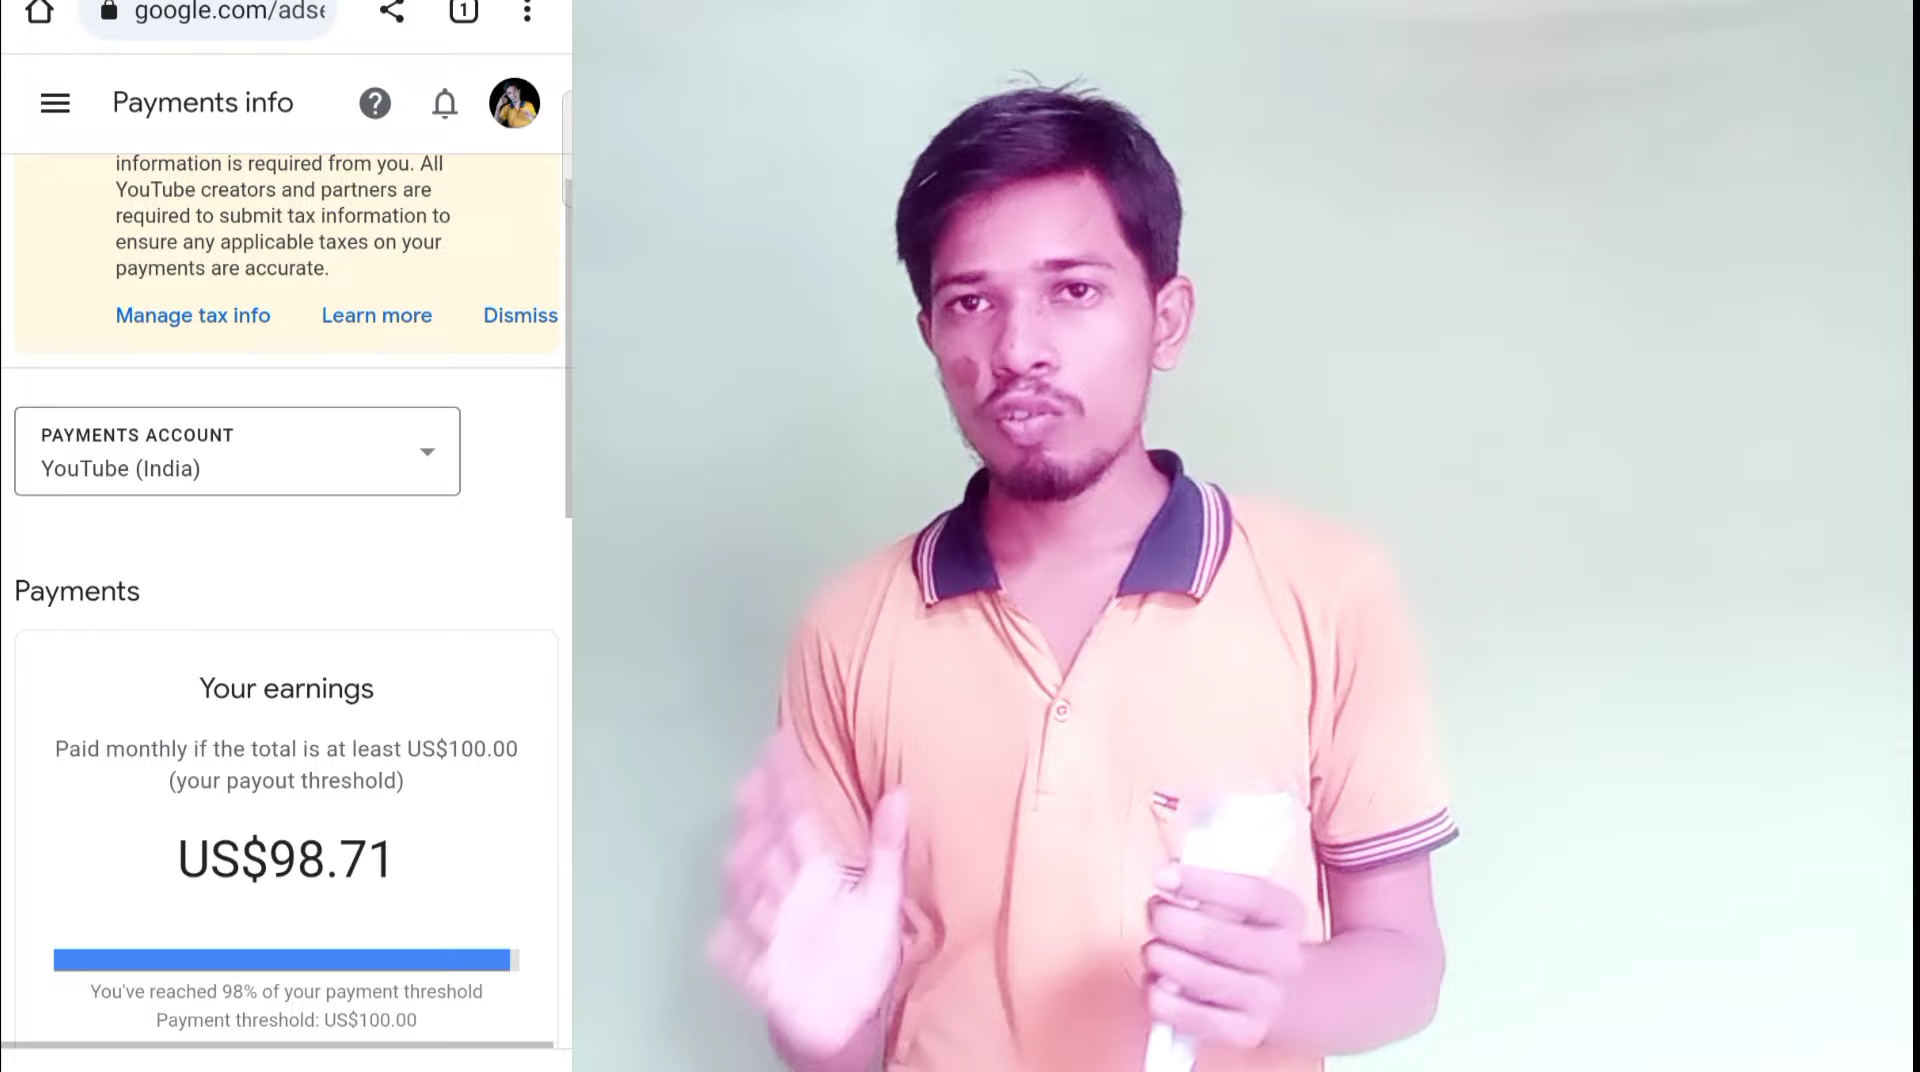 google.com/adse
1
Payments info
information is required from you. All
YouTube creators and partners are
required to submit tax information to
ensure any applicable taxes on your
payments are accurate.
Manage tax info Learn more Dismiss
PAYMENTS ACCOUNT
YouTube (India)
Payments
Your earnings
Paid monthly if the total is at least US$100.00
(your payout threshold)
US$98.71
You've reached 98% of your payment threshold
Payment threshold: US$100.00